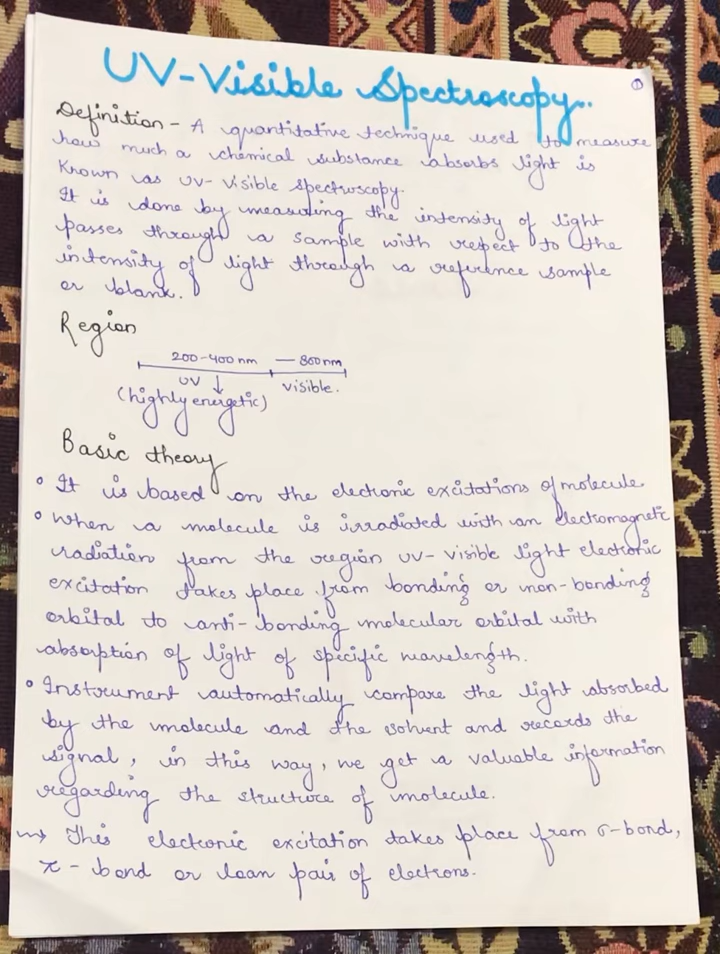 ①
UV-Visible Spectroscopy..
Definition - A quantitative technique used to measure
how much a chemical substance absorbs light is
Known as UV- Visible Spectroscopy.
It is done by measuring the intensity of light
passes through a sample with respect to the
intensity of light through a reference sample
or blank.
Region
200-400 nm — 800nm
UV ↓ visible.
(highly energetic)
Basic theory
• It is based on the electronic excitations of molecule
• When a molecule is irradiated with an Electromagnetic
radiation from the region UV- visible light electronic
excitation takes place from bonding or non-bonding
orbital to anti-bonding molecular orbital with
absorption of light of specific wavelength.
• Instrument automatically compare the light absorbed
by the molecule and the solvent and records the
signal, in this way, we get a valuable information
regarding the structure of molecule.
⇝ This electronic excitation takes place from σ-bond,
π - bond or loan pair of electrons.